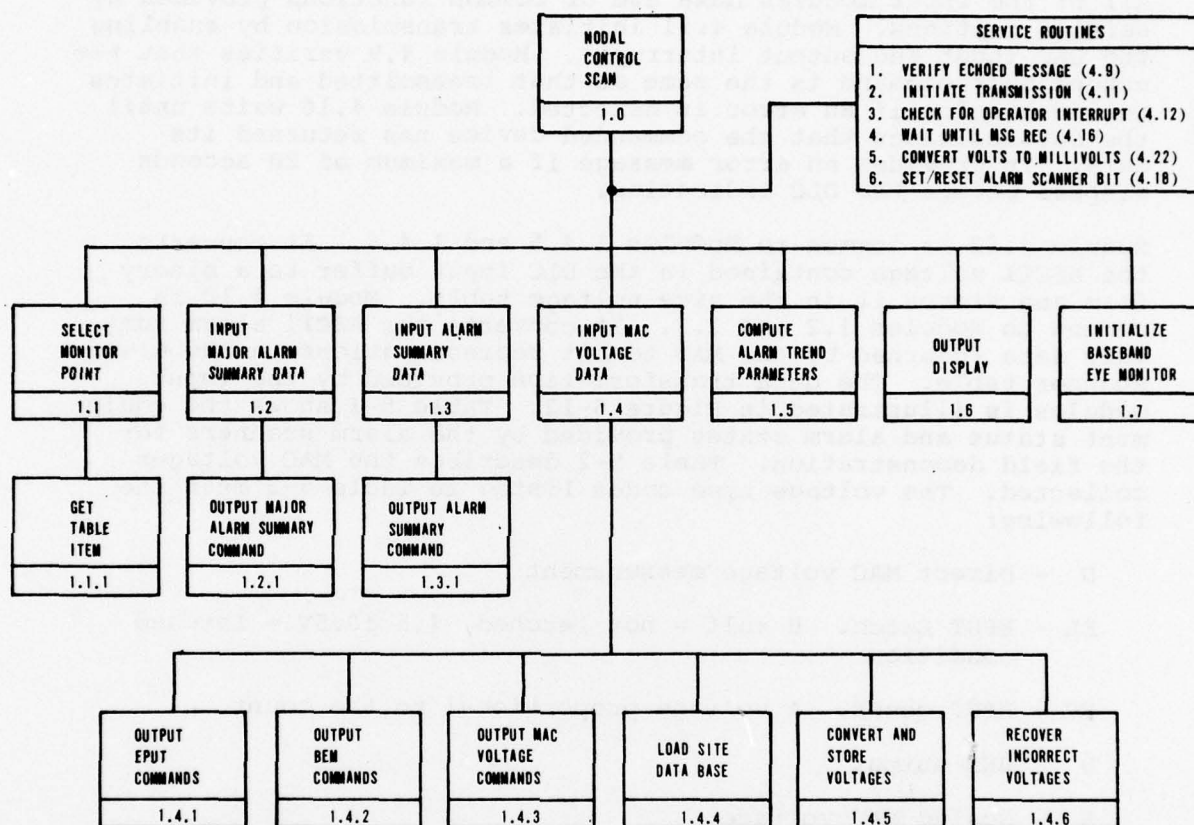 NODAL
CONTROL
SCAN
1.0
SERVICE ROUTINES
1. VERIFY ECHOED MESSAGE (4.9)
2. INITIATE TRANSMISSION (4.11)
3. CHECK FOR OPERATOR INTERRUPT (4.12)
4. WAIT UNTIL MSG REC (4.16)
5. CONVERT VOLTS TO MILLIVOLTS (4.22)
6. SET/RESET ALARM SCANNER BIT (4.18)
SELECT
MONITOR
POINT
1.1
INPUT
MAJOR ALARM
SUMMARY DATA
1.2
INPUT ALARM
SUMMARY
DATA
1.3
INPUT MAC
VOLTAGE
DATA
1.4
COMPUTE
ALARM TREND
PARAMETERS
1.5
OUTPUT
DISPLAY
1.6
INITIALIZE
BASEBAND
EYE MONITOR
1.7
GET
TABLE
ITEM
1.1.1
OUTPUT MAJOR
ALARM SUMMARY
COMMAND
1.2.1
OUTPUT ALARM
SUMMARY
COMMAND
1.3.1
OUTPUT
EPUT
COMMANDS
1.4.1
OUTPUT
BEM
COMMANDS
1.4.2
OUTPUT MAC
VOLTAGE
COMMANDS
1.4.3
LOAD SITE
DATA BASE
1.4.4
CONVERT AND
STORE
VOLTAGES
1.4.5
RECOVER
INCORRECT
VOLTAGES
1.4.6